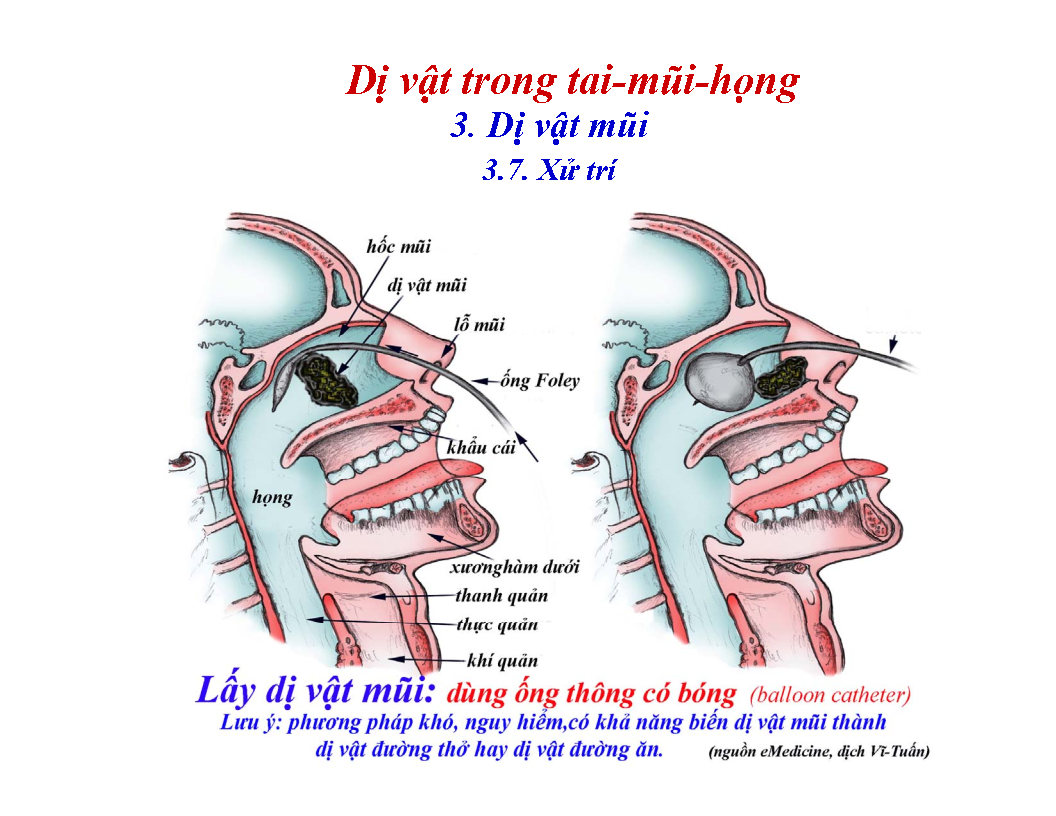 Dị vật trong tai-mũi-họng
3. Dị vật mũi
3.7. Xử trí
hốc mũi
dị vật mũi
lỗ mũi
ống Foley
khẩu cái
họng
xươnghàm dưới
thanh quản
thực quản
khí quản
Lấy dị vật mũi: dùng ống thông có bóng (balloon catheter)
Lưu ý: phương pháp khó, nguy hiểm,có khả năng biến dị vật mũi thành
dị vật đường thở hay dị vật đường ăn. (nguồn eMedicine, dịch Vĩ-Tuấn)